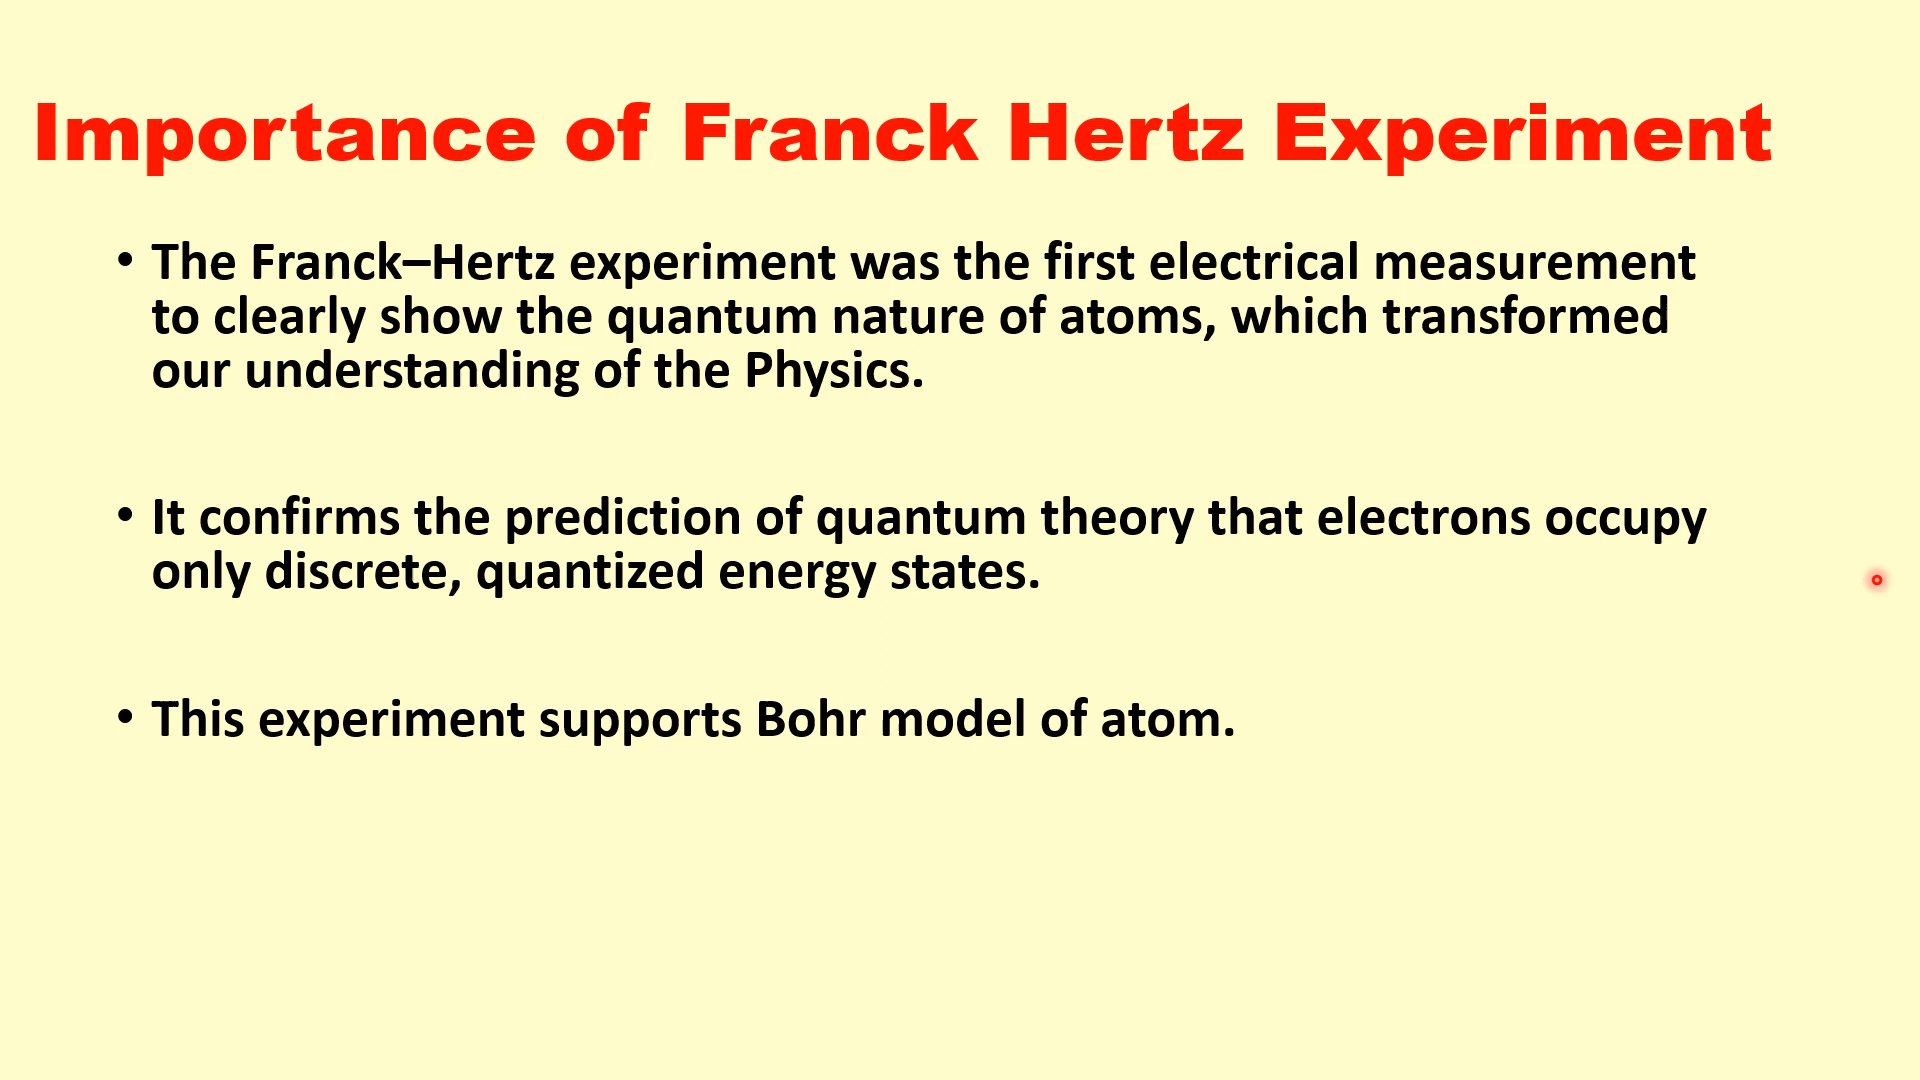 Importance of Franck Hertz Experiment
• The Franck–Hertz experiment was the first electrical measurement
to clearly show the quantum nature of atoms, which transformed
our understanding of the Physics.
• It confirms the prediction of quantum theory that electrons occupy
only discrete, quantized energy states.
• This experiment supports Bohr model of atom.